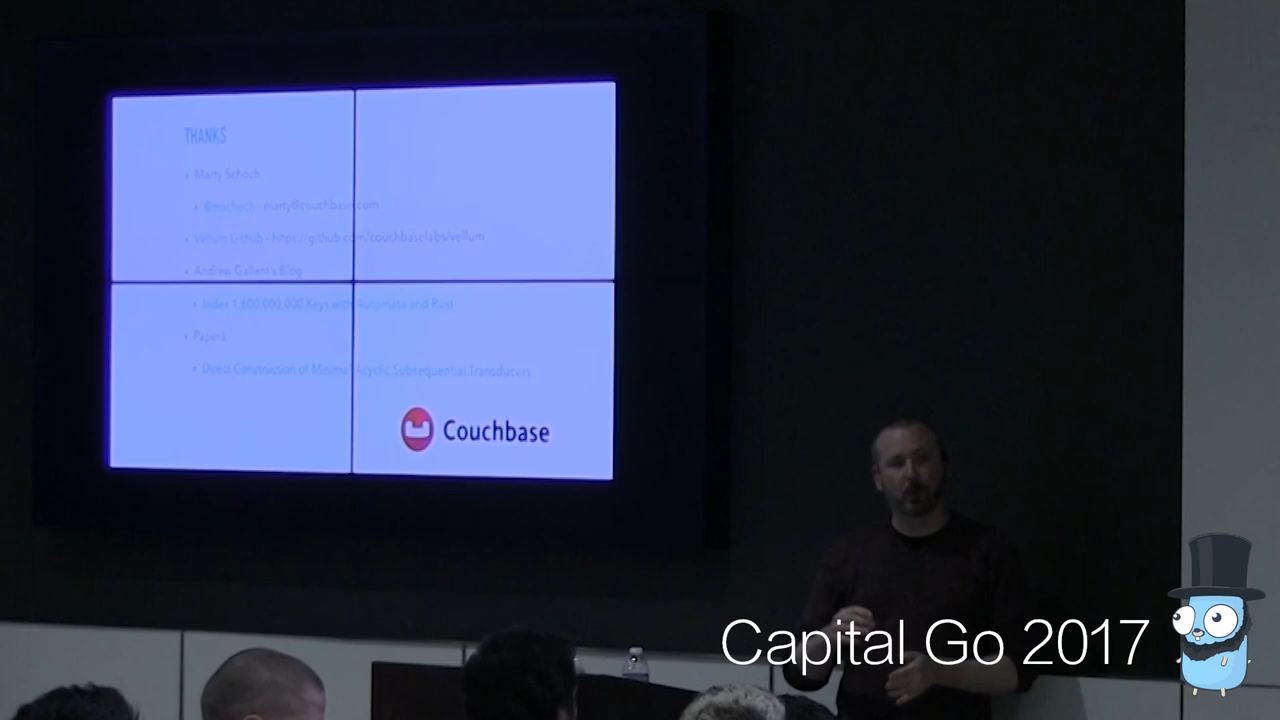 THANKS
Marty Schoch
@mschoch - marty@couchbase.com
Vellum Github - https://github.com/couchbaselabs/vellum
Andrew Gallant's Blog
Index 1,600,000,000 Keys with Automata and Rust
Papers
Direct Construction of Minimal Acyclic Subsequential Transducers
Couchbase
Capital Go 2017